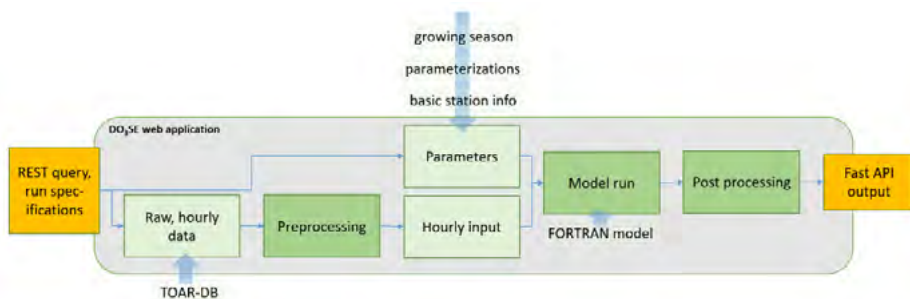 growing season
parameterizations
basic station info
DO₃SE web application
REST query,
run spec-
ifications
Parameters
Raw, hourly
data
Preprocessing
Hourly input
Model run
Post processing
Fast API
output
FORTRAN model
TOAR-DB